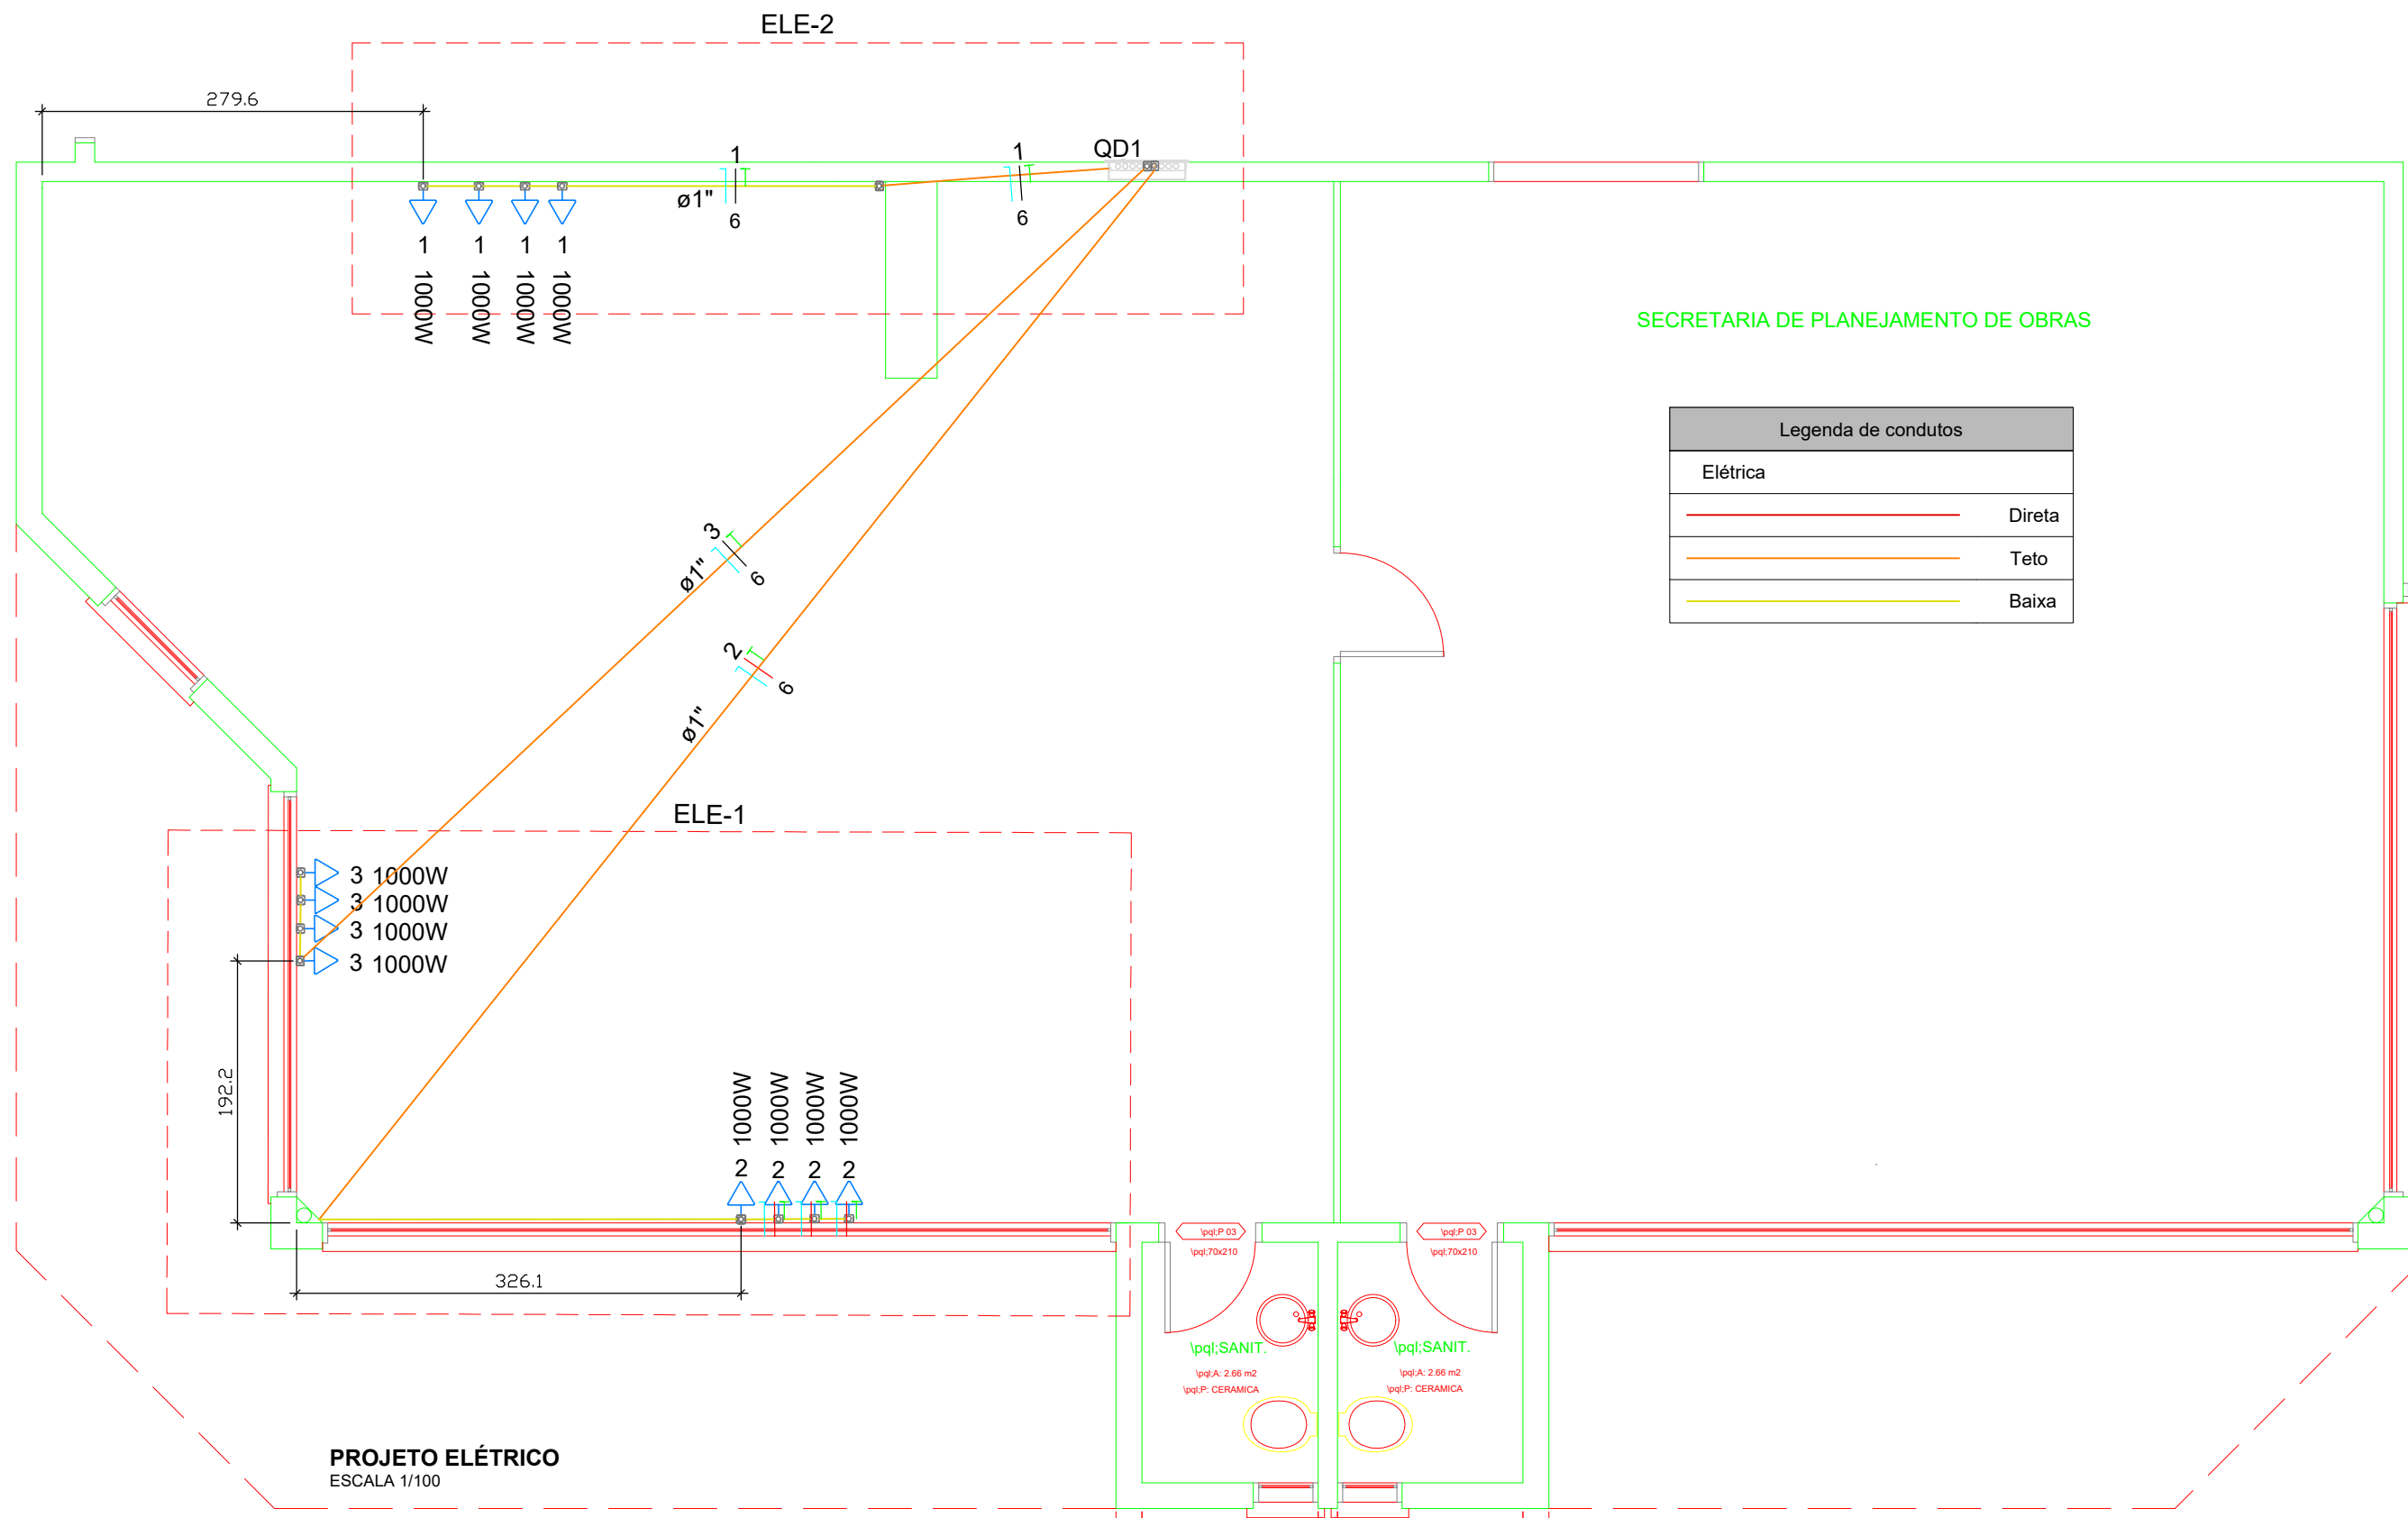 ELE-2
279.6
1
1
QD1
ø1"
6
6
1 1 1 1
1000W 1000W 1000W 1000W
SECRETARIA DE PLANEJAMENTO DE OBRAS
Legenda de condutos
Elétrica
Direta
Teto
Baixa
3
ø1"
6
2
6
ø1"
ELE-1
3 1000W
3 1000W
3 1000W
3 1000W
192.2
1000W 1000W 1000W 1000W
2 2 2 2
326.1
\pql;P 03
\pql;70x210
\pql;P 03
\pql;70x210
\pql;SANIT.
\pql;A: 2.66 m2
\pql;P: CERAMICA
\pql;SANIT.
\pql;A: 2.66 m2
\pql;P: CERAMICA
PROJETO ELÉTRICO
ESCALA 1/100